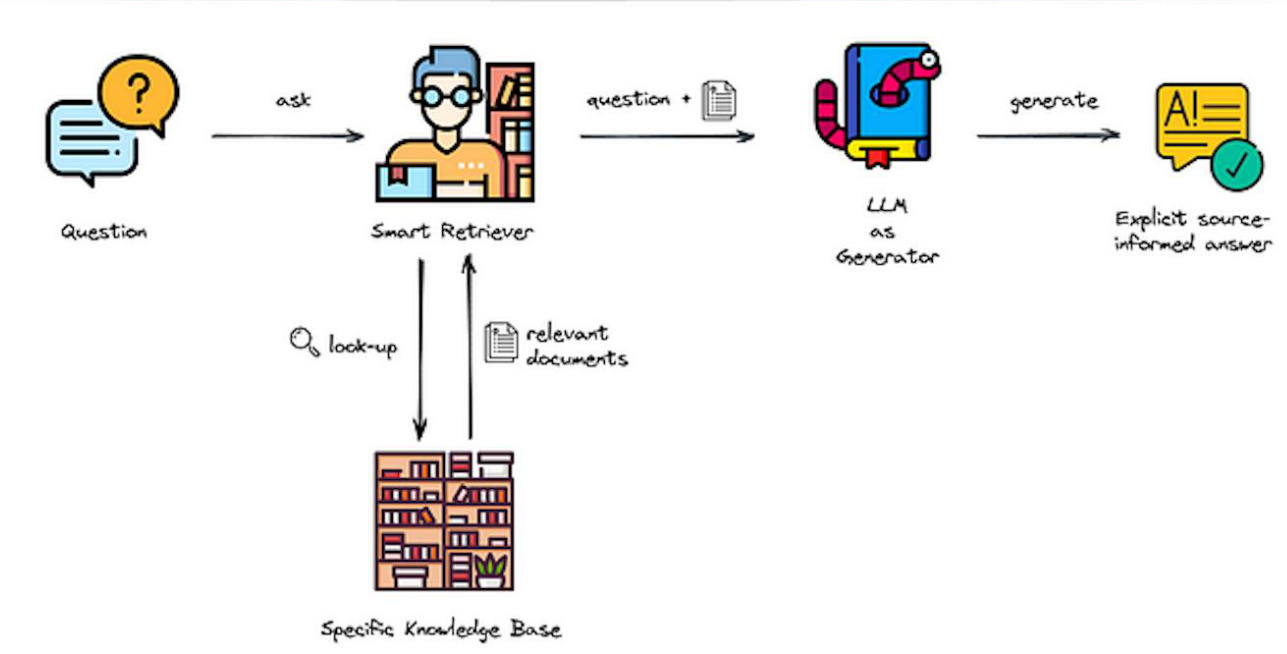 ?
ask
question +
generate
A!
Question
Smart Retriever
LLM
as
Generator
Explicit source-
informed answer
look-up
relevant
documents
Specific Knowledge Base